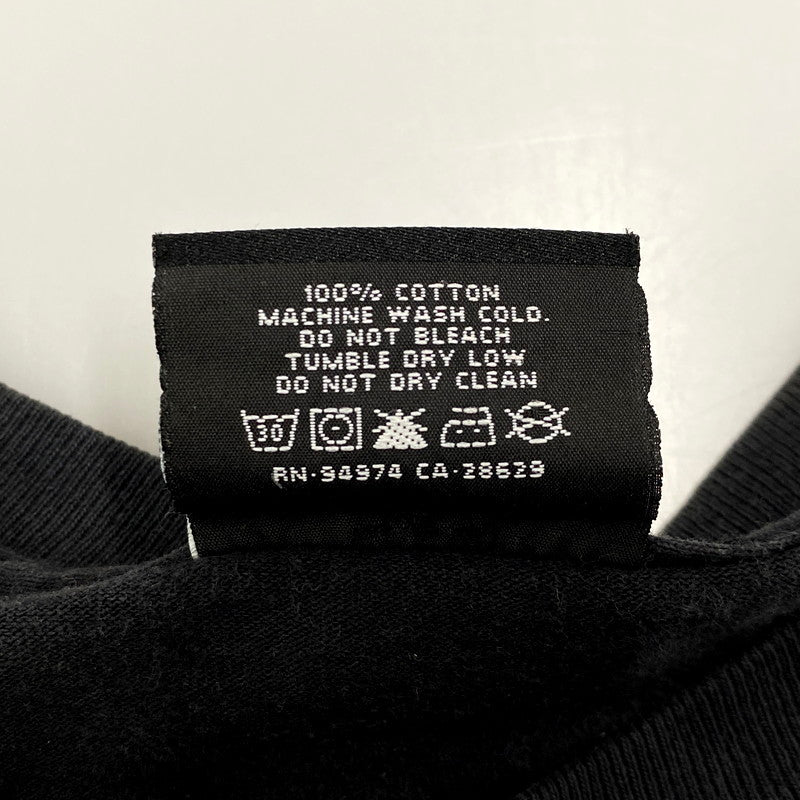 100% COTTON
MACHINE WASH COLD.
DO NOT BLEACH
TUMBLE DRY LOW
DO NOT DRY CLEAN
30
RN-94974 CA-28629